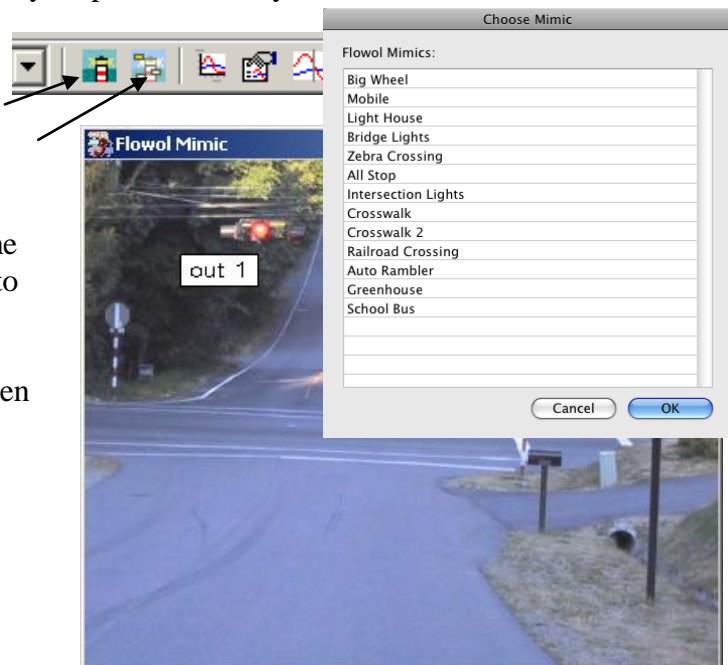 Choose Mimic
Flowol Mimics:
Big Wheel
Mobile
Light House
Bridge Lights
Zebra Crossing
All Stop
Intersection Lights
Crosswalk
Crosswalk 2
Railroad Crossing
Auto Rambler
Greenhouse
School Bus
Cancel OK
Flowol Mimic
out 1
to